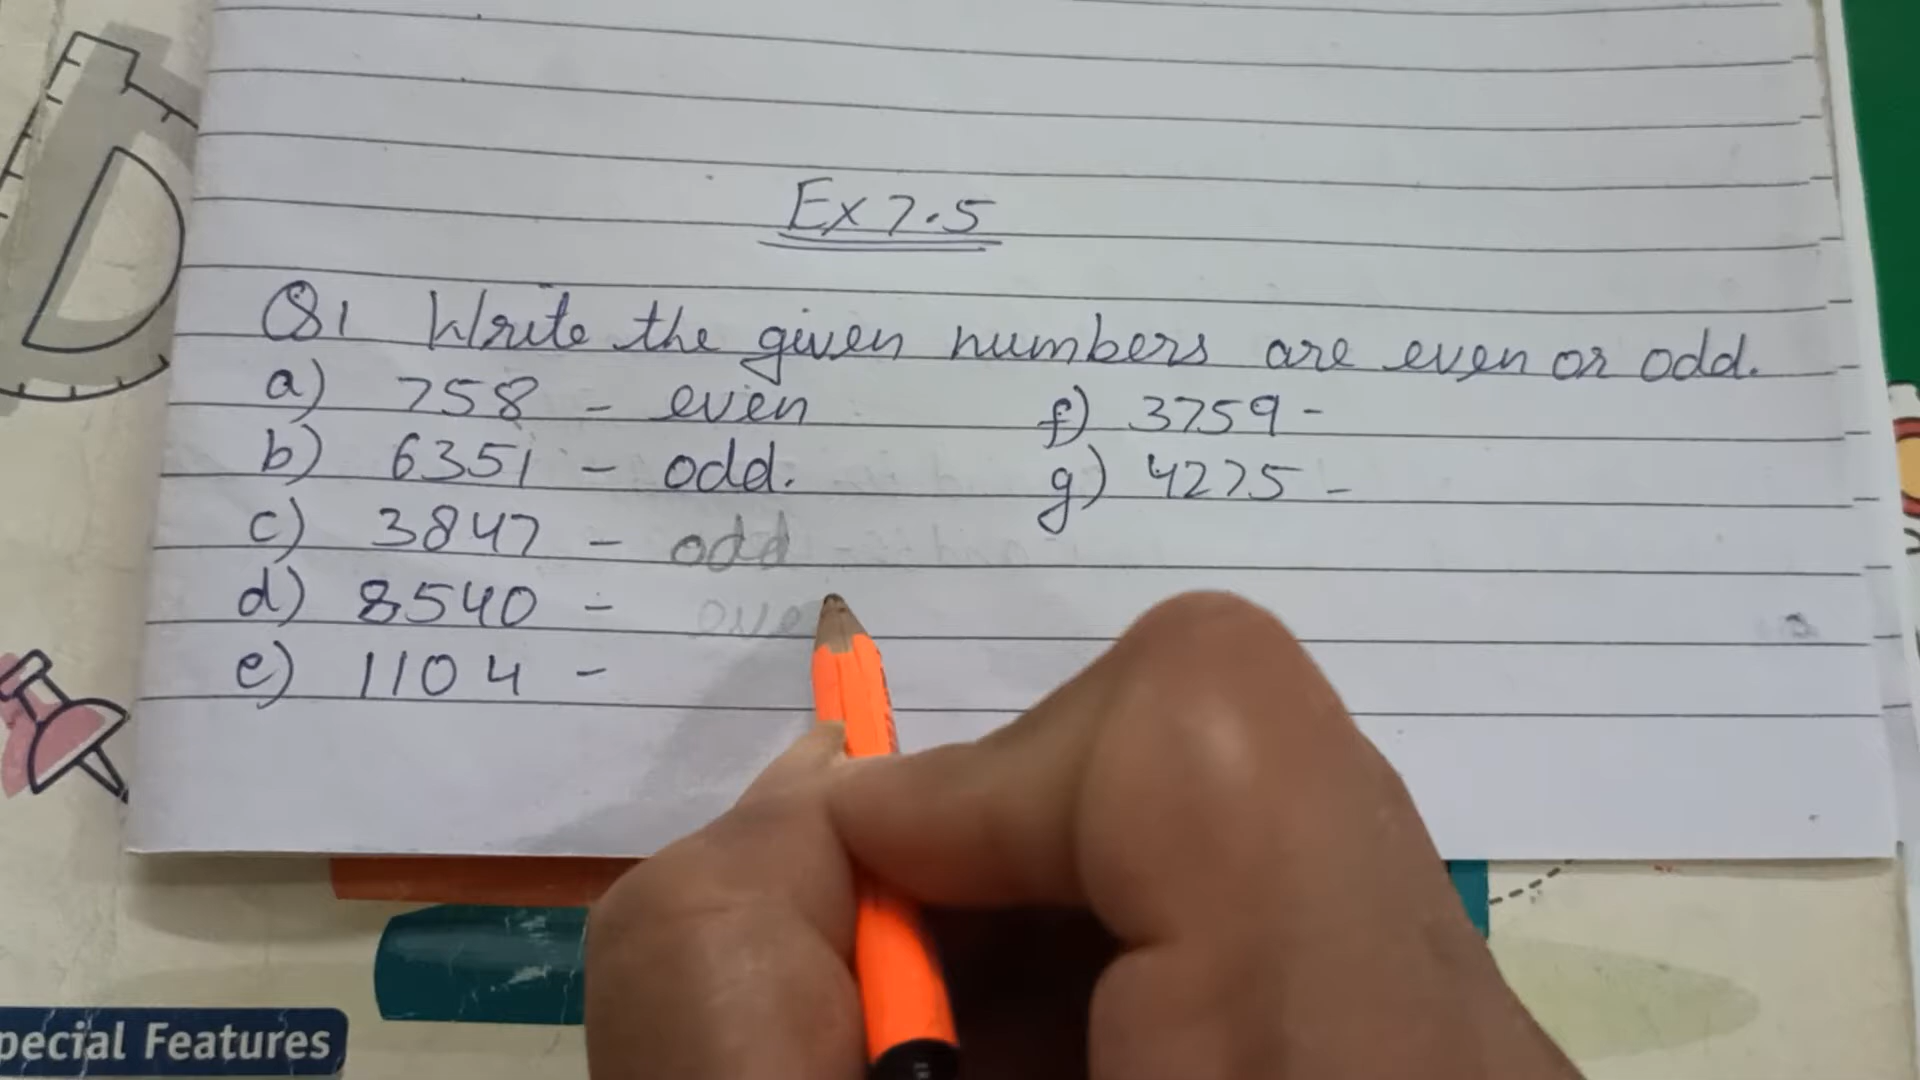 Ex 7.5
Q1 Write the given numbers are even or odd.
a) 758 - even
b) 6351 - odd.
c) 3847 - odd
d) 8540 -
e) 1104 -
f) 3759 -
g) 4275 -
pecial Features